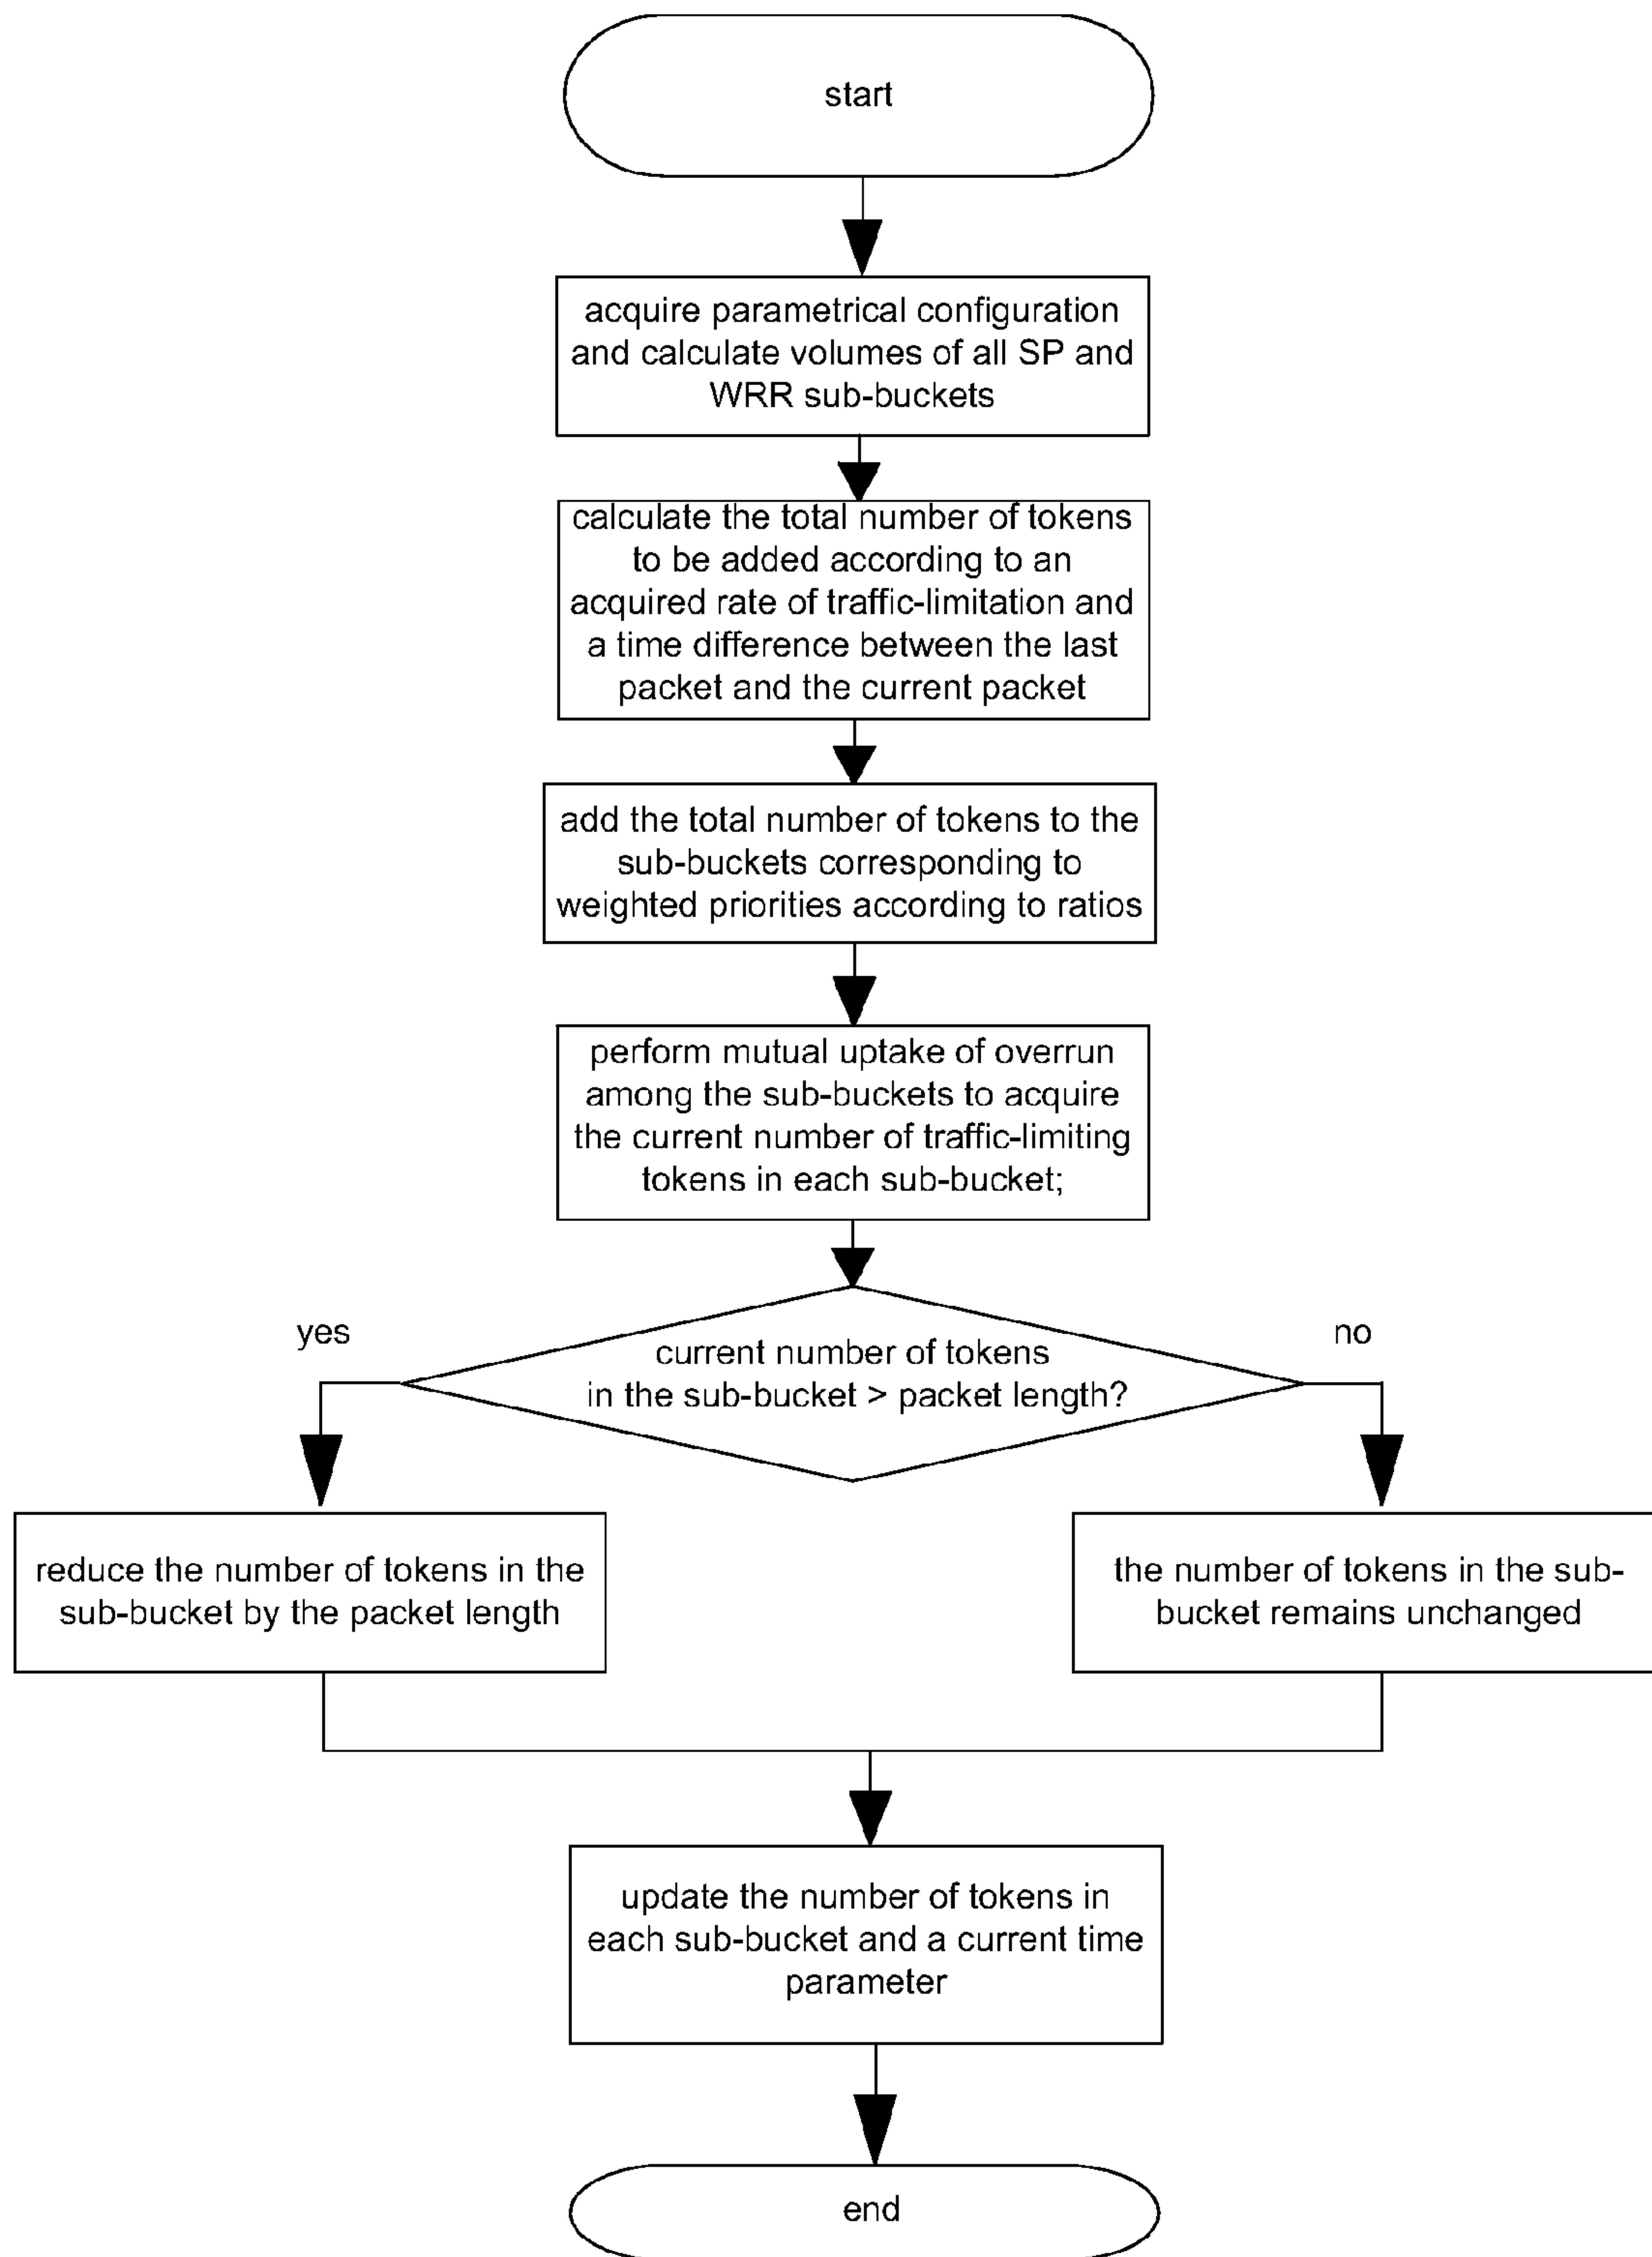 start
acquire parametrical configuration
and calculate volumes of all SP and
WRR sub-buckets
calculate the total number of tokens
to be added according to an
acquired rate of traffic-limitation and
a time difference between the last
packet and the current packet
add the total number of tokens to the
sub-buckets corresponding to
weighted priorities according to ratios
perform mutual uptake of overrun
among the sub-buckets to acquire
the current number of traffic-limiting
tokens in each sub-bucket;
yes
no
current number of tokens
in the sub-bucket > packet length?
reduce the number of tokens in the
sub-bucket by the packet length
the number of tokens in the sub-
bucket remains unchanged
update the number of tokens in
each sub-bucket and a current time
parameter
end